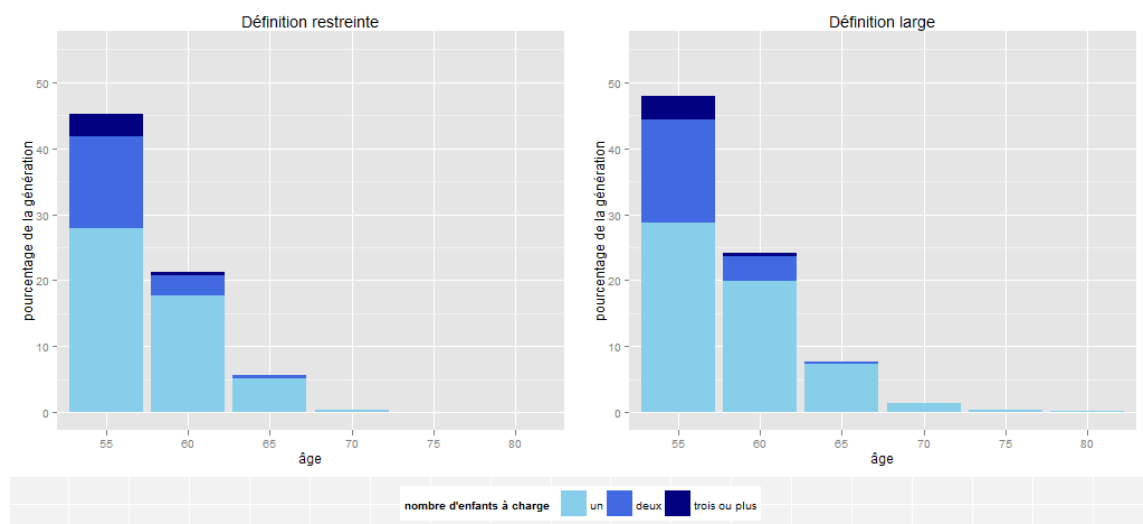 Définition restreinte
pourcentage de la génération
50
40
30
20
10
0
55 60 65 70 75 80
âge
Définition large
pourcentage de la génération
50
40
30
20
10
0
55 60 65 70 75 80
âge
nombre d'enfants à charge un deux trois ou plus